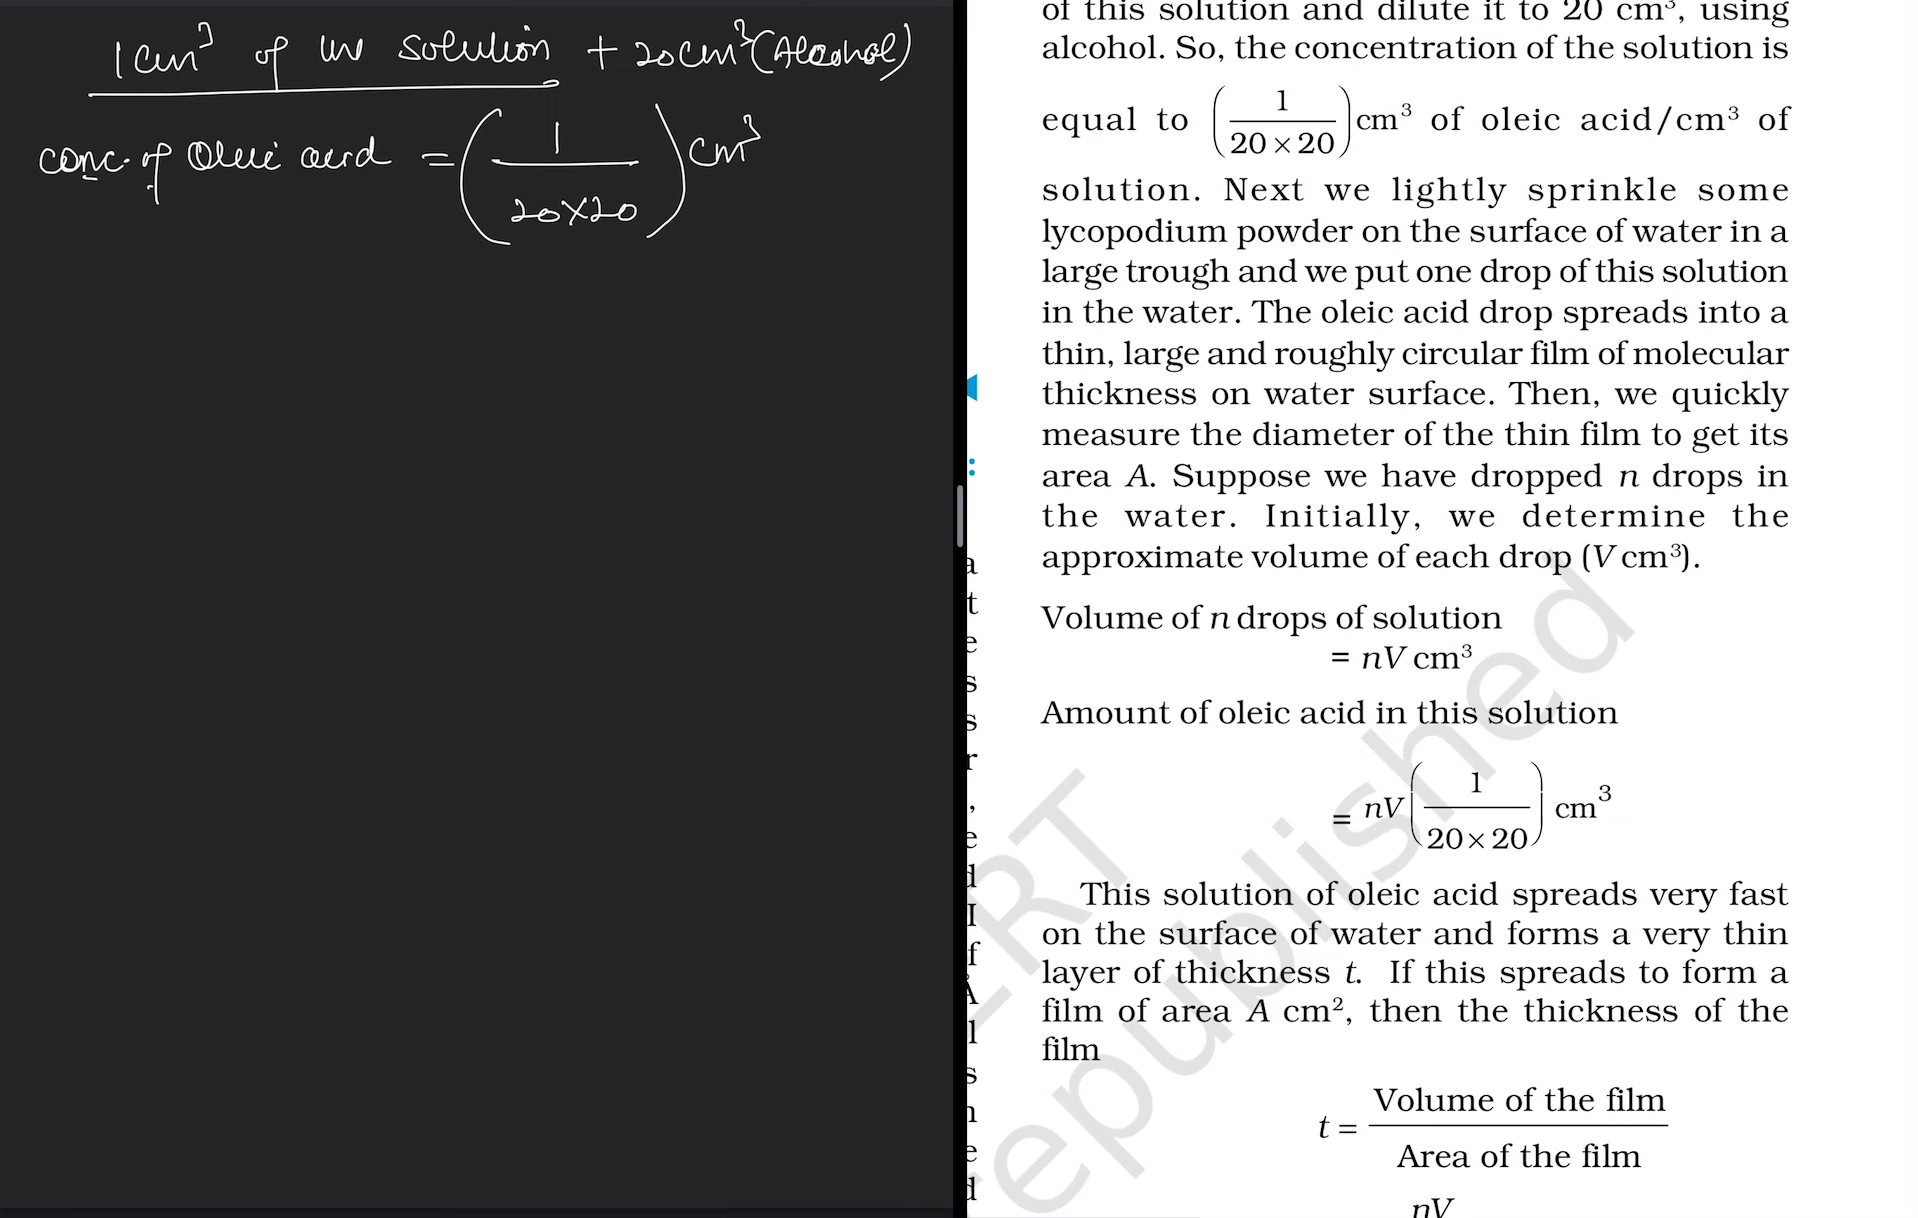 1 cm³ of this solution + 20 cm³ (Alcohol)
conc. of Oleic acid = (1/20×20) cm³
of this solution and dilute it to 20 cm³, using
alcohol. So, the concentration of the solution is
equal to (1/20 × 20) cm³ of oleic acid/cm³ of
solution. Next we lightly sprinkle some
lycopodium powder on the surface of water in a
large trough and we put one drop of this solution
in the water. The oleic acid drop spreads into a
thin, large and roughly circular film of molecular
thickness on water surface. Then, we quickly
measure the diameter of the thin film to get its
area A. Suppose we have dropped n drops in
the water. Initially, we determine the
approximate volume of each drop (V cm³).
Volume of n drops of solution
= nV cm³
Amount of oleic acid in this solution
= nV (1/20 × 20) cm³
This solution of oleic acid spreads very fast
on the surface of water and forms a very thin
layer of thickness t. If this spreads to form a
film of area A cm², then the thickness of the
film
t = Volume of the film / Area of the film
nV